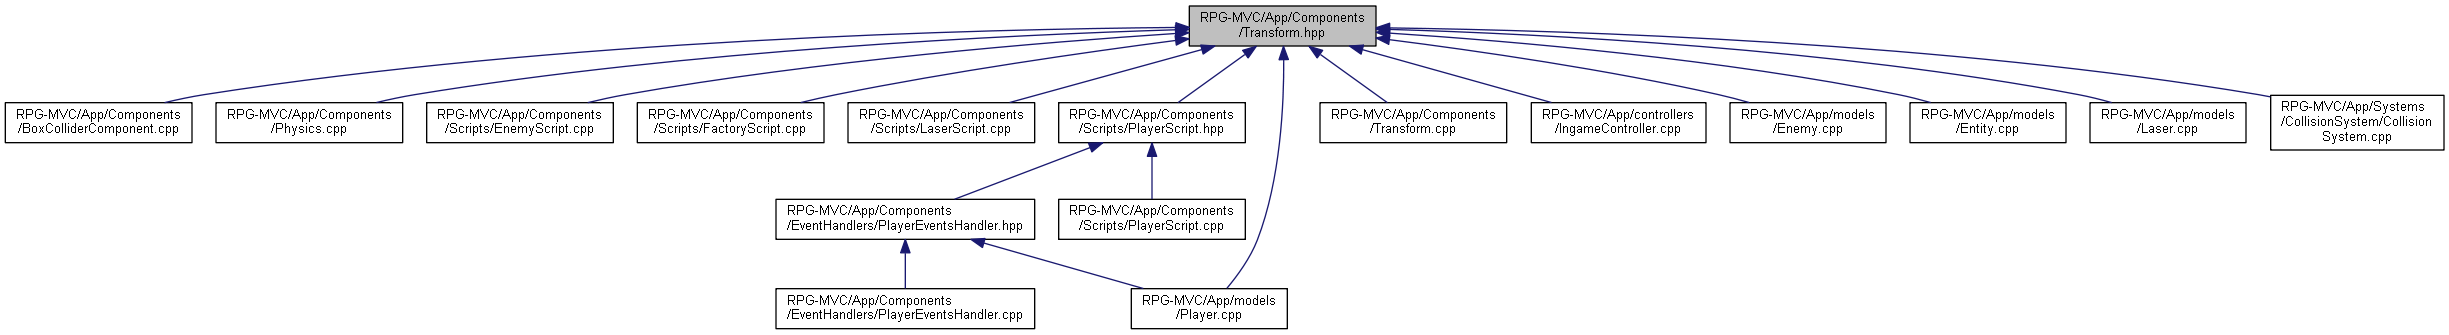 RPG-MVC/App/Components
/Transform.hpp
RPG-MVC/App/Components
/BoxColliderComponent.cpp
RPG-MVC/App/Components
/Physics.cpp
RPG-MVC/App/Components
/Scripts/EnemyScript.cpp
RPG-MVC/App/Components
/Scripts/FactoryScript.cpp
RPG-MVC/App/Components
/Scripts/LaserScript.cpp
RPG-MVC/App/Components
/Scripts/PlayerScript.hpp
RPG-MVC/App/Components
/Transform.cpp
RPG-MVC/App/controllers
/IngameController.cpp
RPG-MVC/App/models
/Enemy.cpp
RPG-MVC/App/models
/Entity.cpp
RPG-MVC/App/models
/Laser.cpp
RPG-MVC/App/Systems
/CollisionSystem/Collision
System.cpp
RPG-MVC/App/Components
/EventHandlers/PlayerEventsHandler.hpp
RPG-MVC/App/Components
/Scripts/PlayerScript.cpp
RPG-MVC/App/Components
/EventHandlers/PlayerEventsHandler.cpp
RPG-MVC/App/models
/Player.cpp